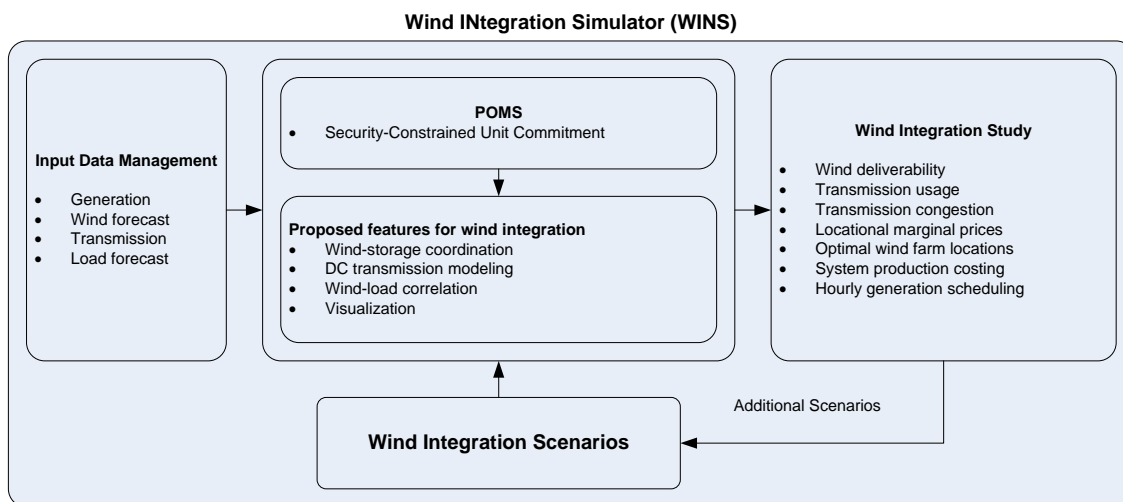 Wind INtegration Simulator (WINS)
Input Data Management
• Generation
• Wind forecast
• Transmission
• Load forecast
POMS
• Security-Constrained Unit Commitment
Proposed features for wind integration
• Wind-storage coordination
• DC transmission modeling
• Wind-load correlation
• Visualization
Wind Integration Study
• Wind deliverability
• Transmission usage
• Transmission congestion
• Locational marginal prices
• Optimal wind farm locations
• System production costing
• Hourly generation scheduling
Additional Scenarios
Wind Integration Scenarios